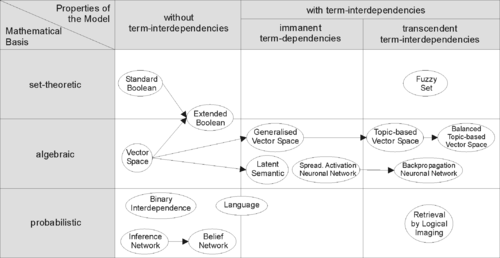 Properties of
the Model
Mathematical
Basis
without
term-interdependencies
with term-interdependencies
immanent
term-dependencies
transcendent
term-interdependencies
set-theoretic
Standard
Boolean
Fuzzy
Set
Extended
Boolean
algebraic
Vector
Space
Generalised
Vector Space
Topic-based
Vector Space
Balanced
Topic-based
Vector Space
Latent
Semantic
Spread. Activation
Neuronal Network
Backpropagation
Neuronal Network
probabilistic
Binary
Interdependence
Language
Inference
Network
Belief
Network
Retrieval
by Logical
Imaging